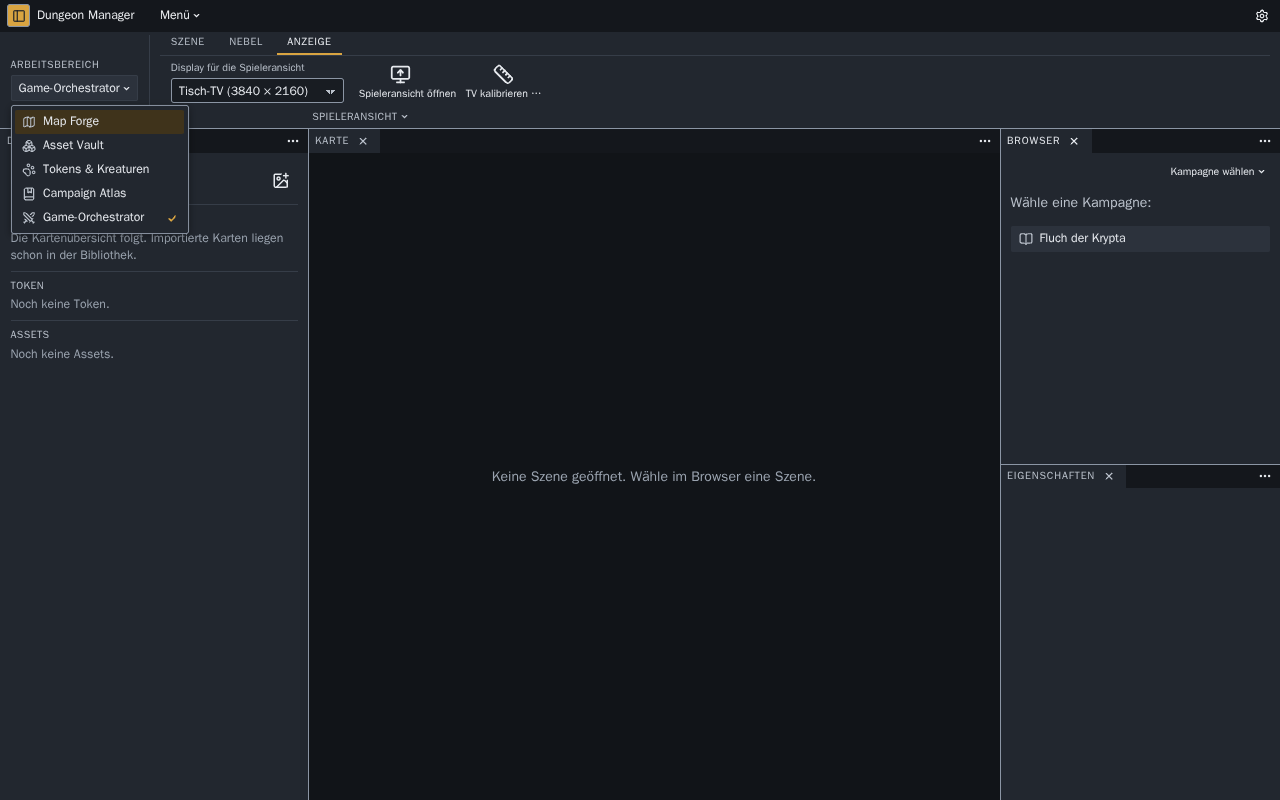 Dungeon Manager
Menü
SZENE
NEBEL
ANZEIGE
ARBEITSBEREICH
Game-Orchestrator
Display für die Spieleransicht
Tisch-TV (3840 × 2160)
Spieleransicht öffnen
TV kalibrieren ···
SPIELERANSICHT
Map Forge
Asset Vault
Tokens & Kreaturen
Campaign Atlas
Game-Orchestrator
Die Kartenübersicht folgt. Importierte Karten liegen
schon in der Bibliothek.
TOKEN
Noch keine Token.
ASSETS
Noch keine Assets.
KARTE
Keine Szene geöffnet. Wähle im Browser eine Szene.
BROWSER
Kampagne wählen
Wähle eine Kampagne:
Fluch der Krypta
EIGENSCHAFTEN